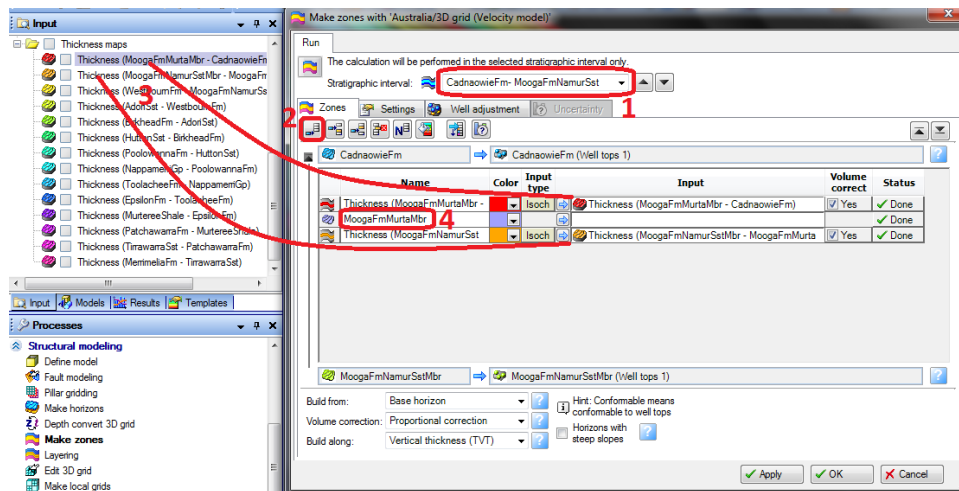 Input
Thickness maps
Thickness (MoogaFmMurtaMbr - CadnaowieFm
Thickness (MoogaFmNamurSstMbr - MoogaFm
Thickness (WestbournFm - MoogaFmNamurSs
Thickness (AdoriSst - WestbournFm)
Thickness (BirkheadFm - AdoriSst)
Thickness (HuttonSst - BirkheadFm)
Thickness (PoolowannaFm - HuttonSst)
Thickness (NappamerriGp - PoolowannaFm)
Thickness (ToolacheeFm - NappamerriGp)
Thickness (EpsilonFm - ToolacheeFm)
Thickness (MurtereeShale - EpsilonFm)
Thickness (PatchawarraFm - MurtereeShale)
Thickness (TirrawarraSst - PatchawarraFm)
Thickness (MerrimeliaFm - TirrawarraSst)
3
Input Models Results Templates
Processes
Structural modeling
Define model
Fault modeling
Pillar gridding
Make horizons
Depth convert 3D grid
Make zones
Layering
Edit 3D grid
Make local grids
Make zones with 'Australia/3D grid (Velocity model)'
Run
The calculation will be performed in the selected stratigraphic interval only.
Stratigraphic interval: CadnaowieFm- MoogaFmNamurSst
1
Zones Settings Well adjustment Uncertainty
2
CadnaowieFm CadnaowieFm (Well tops 1)
Name Color Input type Input Volume correct Status
Thickness (MoogaFmMurtaMbr - Isoch Thickness (MoogaFmMurtaMbr - CadnaowieFm) Yes Done
MoogaFmMurtaMbr 4 Done
Thickness (MoogaFmNamurSst Isoch Thickness (MoogaFmNamurSstMbr - MoogaFmMurta Yes Done
MoogaFmNamurSstMbr MoogaFmNamurSstMbr (Well tops 1)
Build from: Base horizon
Hint: Conformable means conformable to well tops
Volume correction: Proportional correction
Horizons with steep slopes
Build along: Vertical thickness (TVT)
Apply OK Cancel